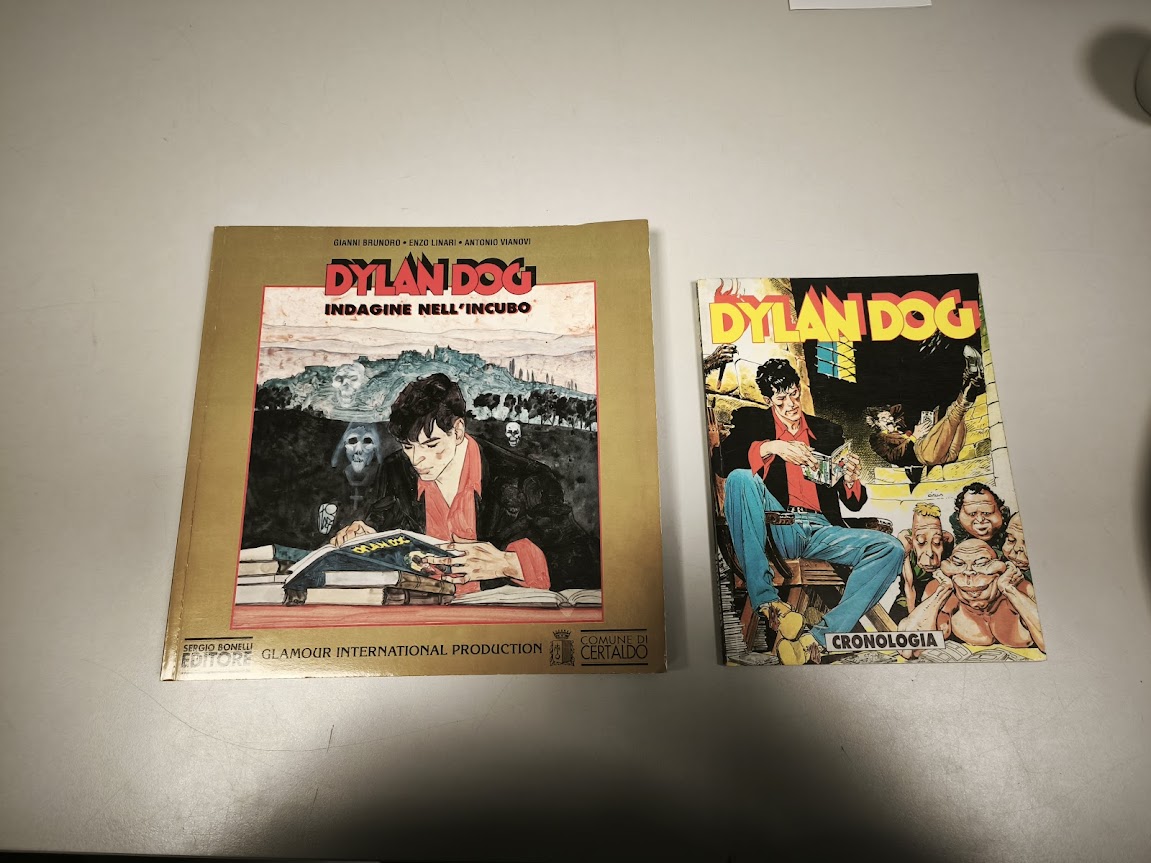 GIANNI BRUNORO • ENZO LINARI • ANTONIO VIANOVI
DYLAN DOG
INDAGINE NELL'INCUBO
DYLAN DOG
SERGIO BONELLI
EDITORE
GLAMOUR INTERNATIONAL PRODUCTION
COMUNE DI
CERTALDO
DYLAN DOG
CRONOLOGIA